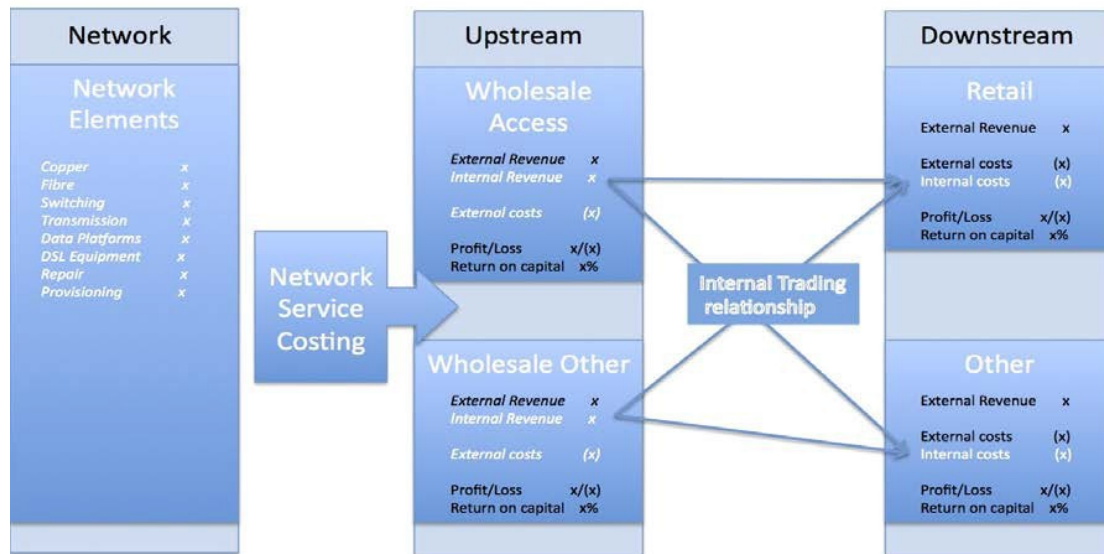 Network
Network
Elements
Copper x
Fibre x
Switching x
Transmission x
Data Platforms x
DSL Equipment x
Repair x
Provisioning x
Network
Service
Costing
Upstream
Wholesale
Access
External Revenue x
Internal Revenue x
External costs (x)
Profit/Loss x/(x)
Return on capital x%
Wholesale Other
External Revenue x
Internal Revenue x
External costs (x)
Profit/Loss x/(x)
Return on capital x%
Internal Trading
relationship
Downstream
Retail
External Revenue x
External costs (x)
Internal costs (x)
Profit/Loss x/(x)
Return on capital x%
Other
External Revenue x
External costs (x)
Internal costs (x)
Profit/Loss x/(x)
Return on capital x%